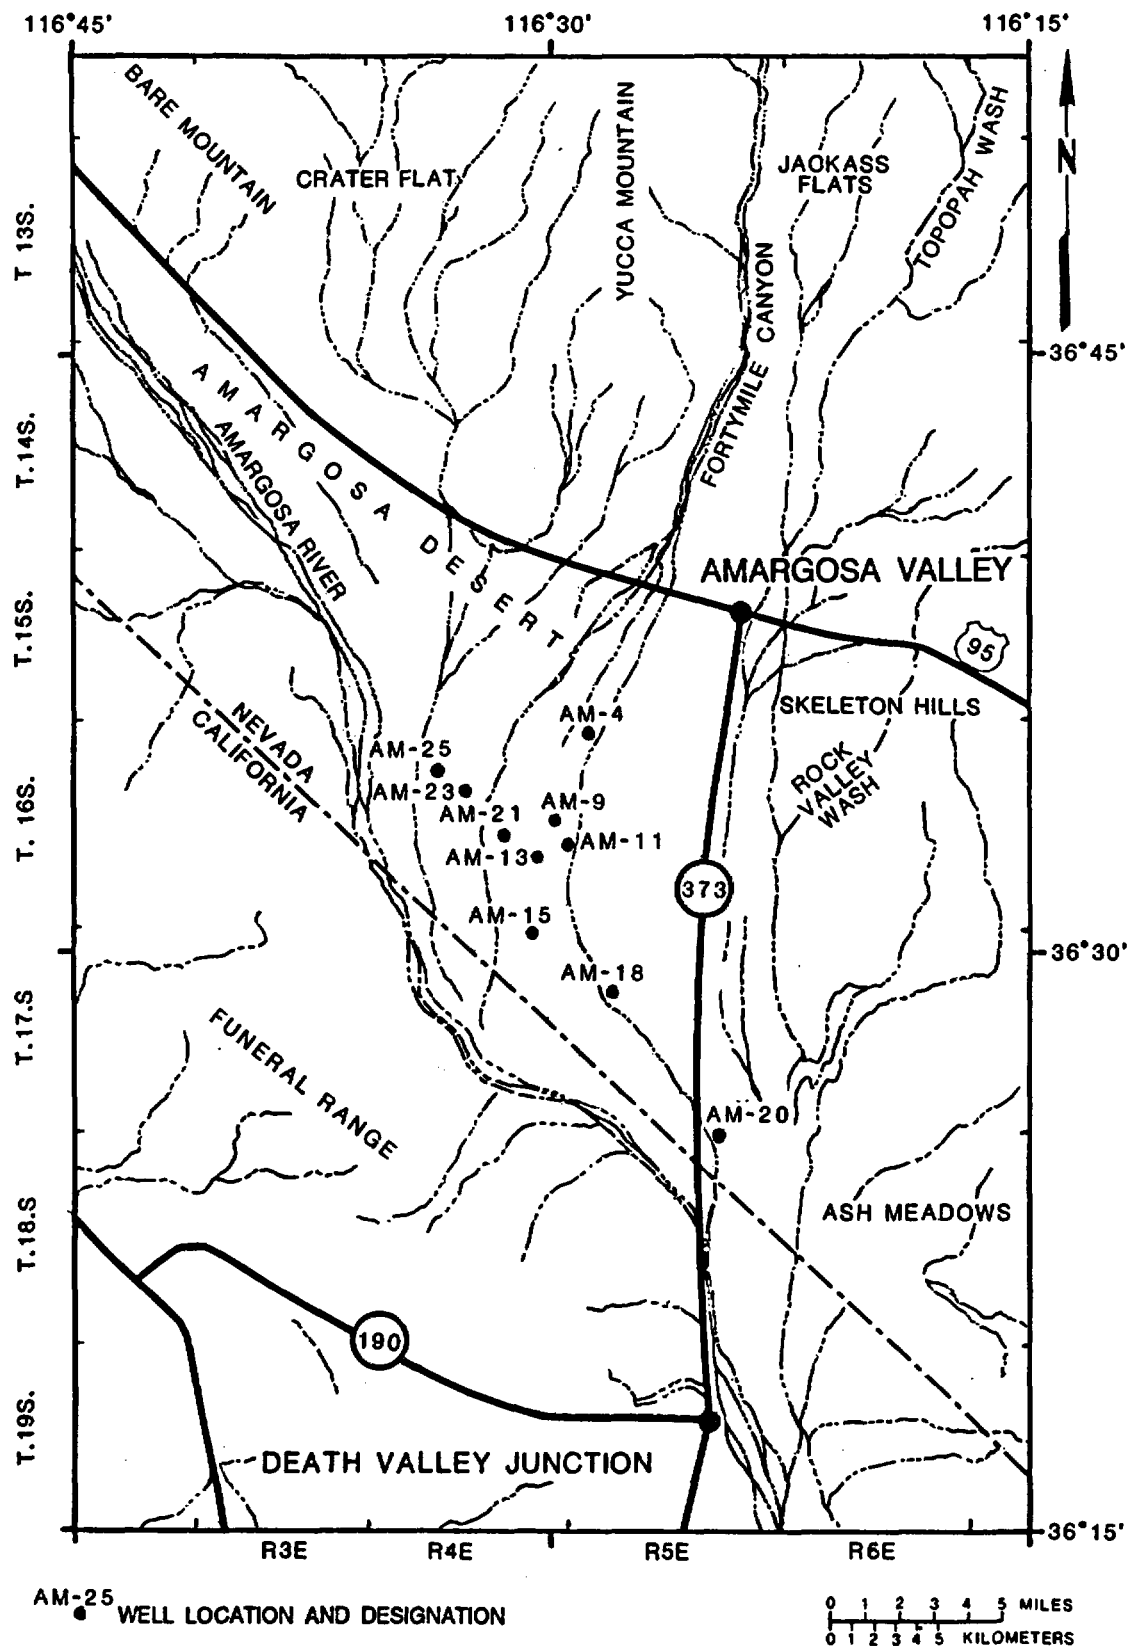 116°45'
116°30'
116°15'
BARE MOUNTAIN
CRATER FLAT
YUCCA MOUNTAIN
JACKASS
FLATS
TOPOPAH WASH
N
T 13S.
FORTYMILE CANYON
36°45'
AMARGOSA DESERT
AMARGOSA RIVER
T.14S.
AMARGOSA VALLEY
T.15S.
95
SKELETON HILLS
NEVADA
CALIFORNIA
AM-4
AM-25
AM-23
ROCK
VALLEY
WASH
T. 16S.
AM-21
AM-9
AM-11
AM-13
373
AM-15
36°30'
AM-18
T.17.S
FUNERAL RANGE
AM-20
T.18.S
ASH MEADOWS
190
T.19S.
DEATH VALLEY JUNCTION
36°15'
R3E
R4E
R5E
R6E
AM-25
WELL LOCATION AND DESIGNATION
0 1 2 3 4 5 MILES
0 1 2 3 4 5 KILOMETERS